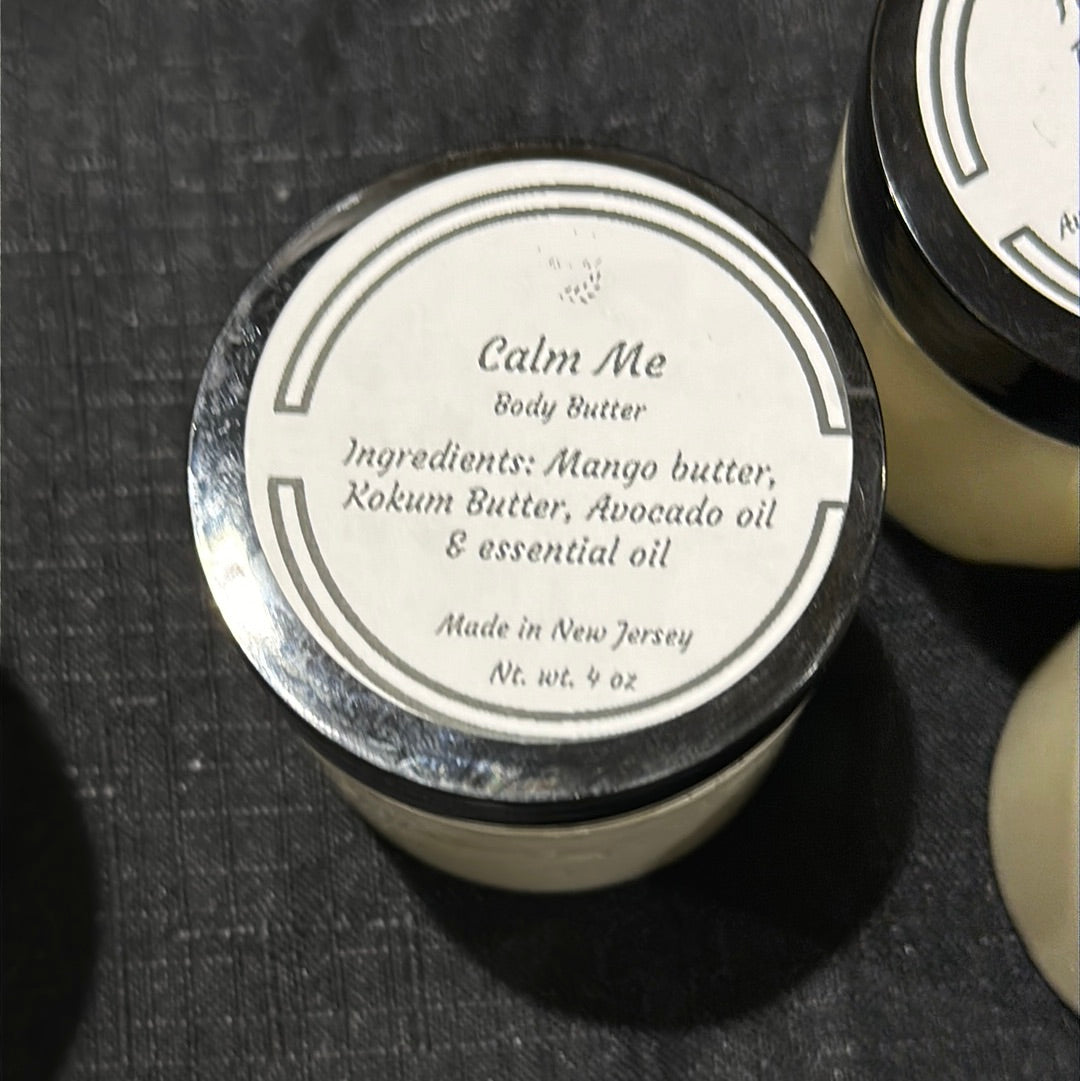 Calm Me
Body Butter
Ingredients: Mango butter,
Kokum Butter, Avocado oil
& essential oil
Made in New Jersey
Nt. wt. 4 oz